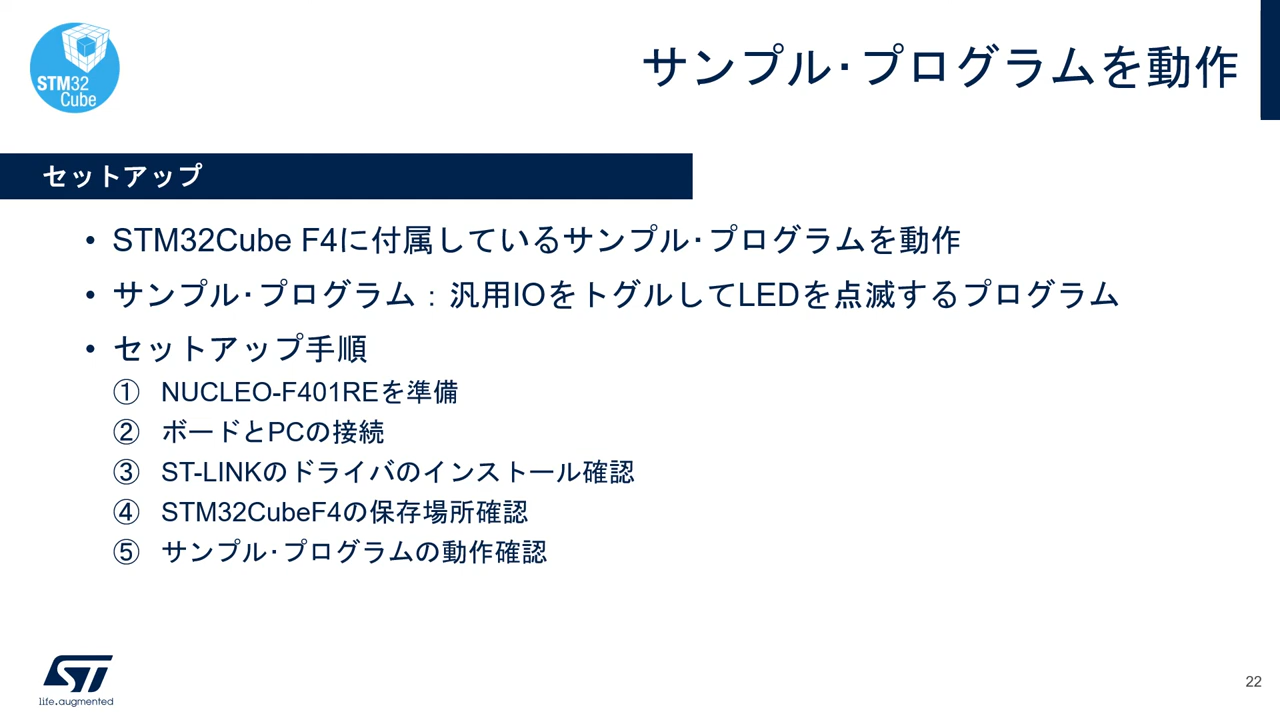 STM32
Cube
サンプル・プログラムを動作
セットアップ
• STM32Cube F4に付属しているサンプル・プログラムを動作
• サンプル・プログラム：汎用IOをトグルしてLEDを点滅するプログラム
• セットアップ手順
① NUCLEO-F401REを準備
② ボードとPCの接続
③ ST-LINKのドライバのインストール確認
④ STM32CubeF4の保存場所確認
⑤ サンプル・プログラムの動作確認
ST
life.augmented
22